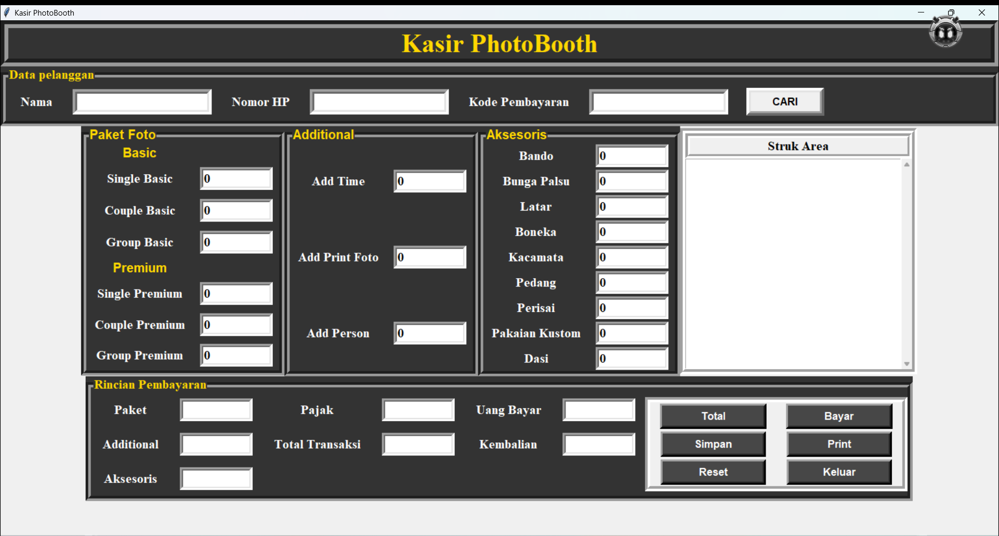 Kasir PhotoBooth
Kasir PhotoBooth
Data pelanggan
Nama
Nomor HP
Kode Pembayaran
CARI
Paket Foto
Basic
Single Basic 0
Couple Basic 0
Group Basic 0
Premium
Single Premium 0
Couple Premium 0
Group Premium 0
Additional
Add Time 0
Add Print Foto 0
Add Person 0
Aksesoris
Bando 0
Bunga Palsu 0
Latar 0
Boneka 0
Kacamata 0
Pedang 0
Perisai 0
Pakaian Kustom 0
Dasi 0
Struk Area
Rincian Pembayaran
Paket
Pajak
Uang Bayar
Additional
Total Transaksi
Kembalian
Aksesoris
Total
Bayar
Simpan
Print
Reset
Keluar